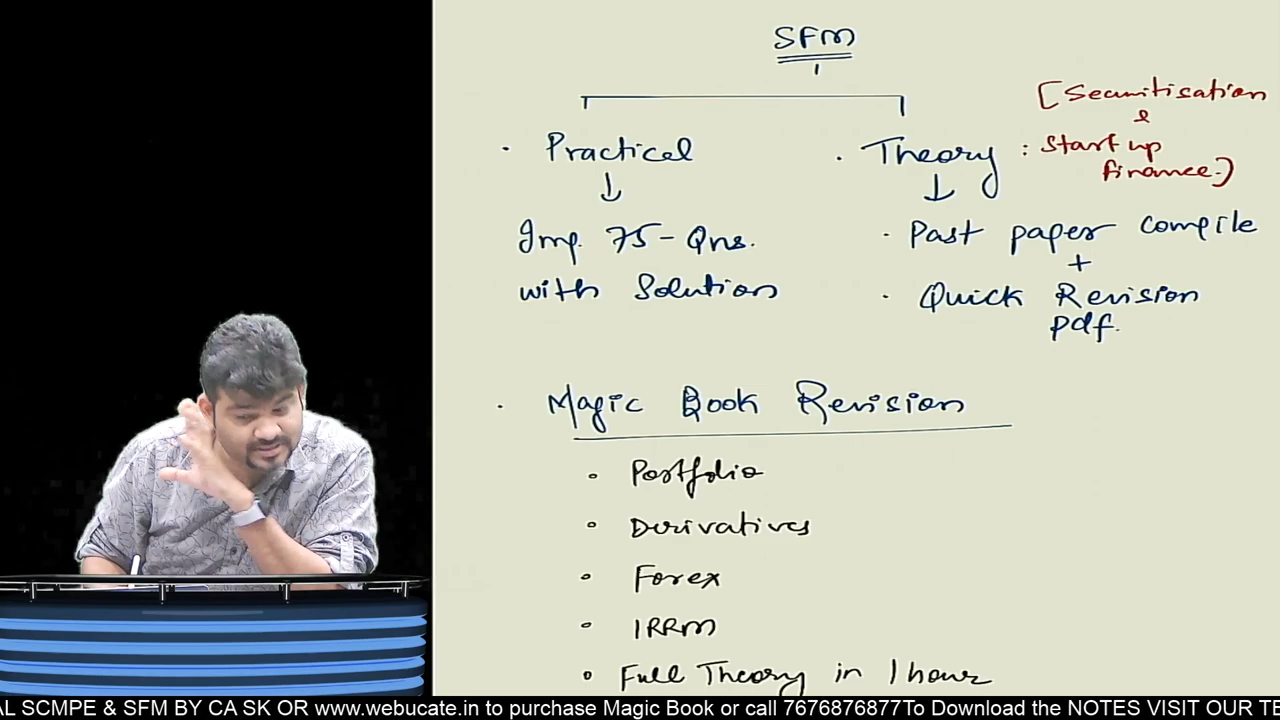 SFM
· Practical
↓
Imp. 75-Qns.
with Solution
· Theory : [Securitisation
&
Start up
finance.]
↓
· Past paper compile
+
· Quick Revision
pdf.
· Magic Book Revision
◦ Portfolio
◦ Derivatives
◦ Forex
◦ IRRM
◦ Full Theory in 1 hour
AL SCMPE & SFM BY CA SK OR www.webucate.in to purchase Magic Book or call 7676876877To Download the NOTES VISIT OUR TE